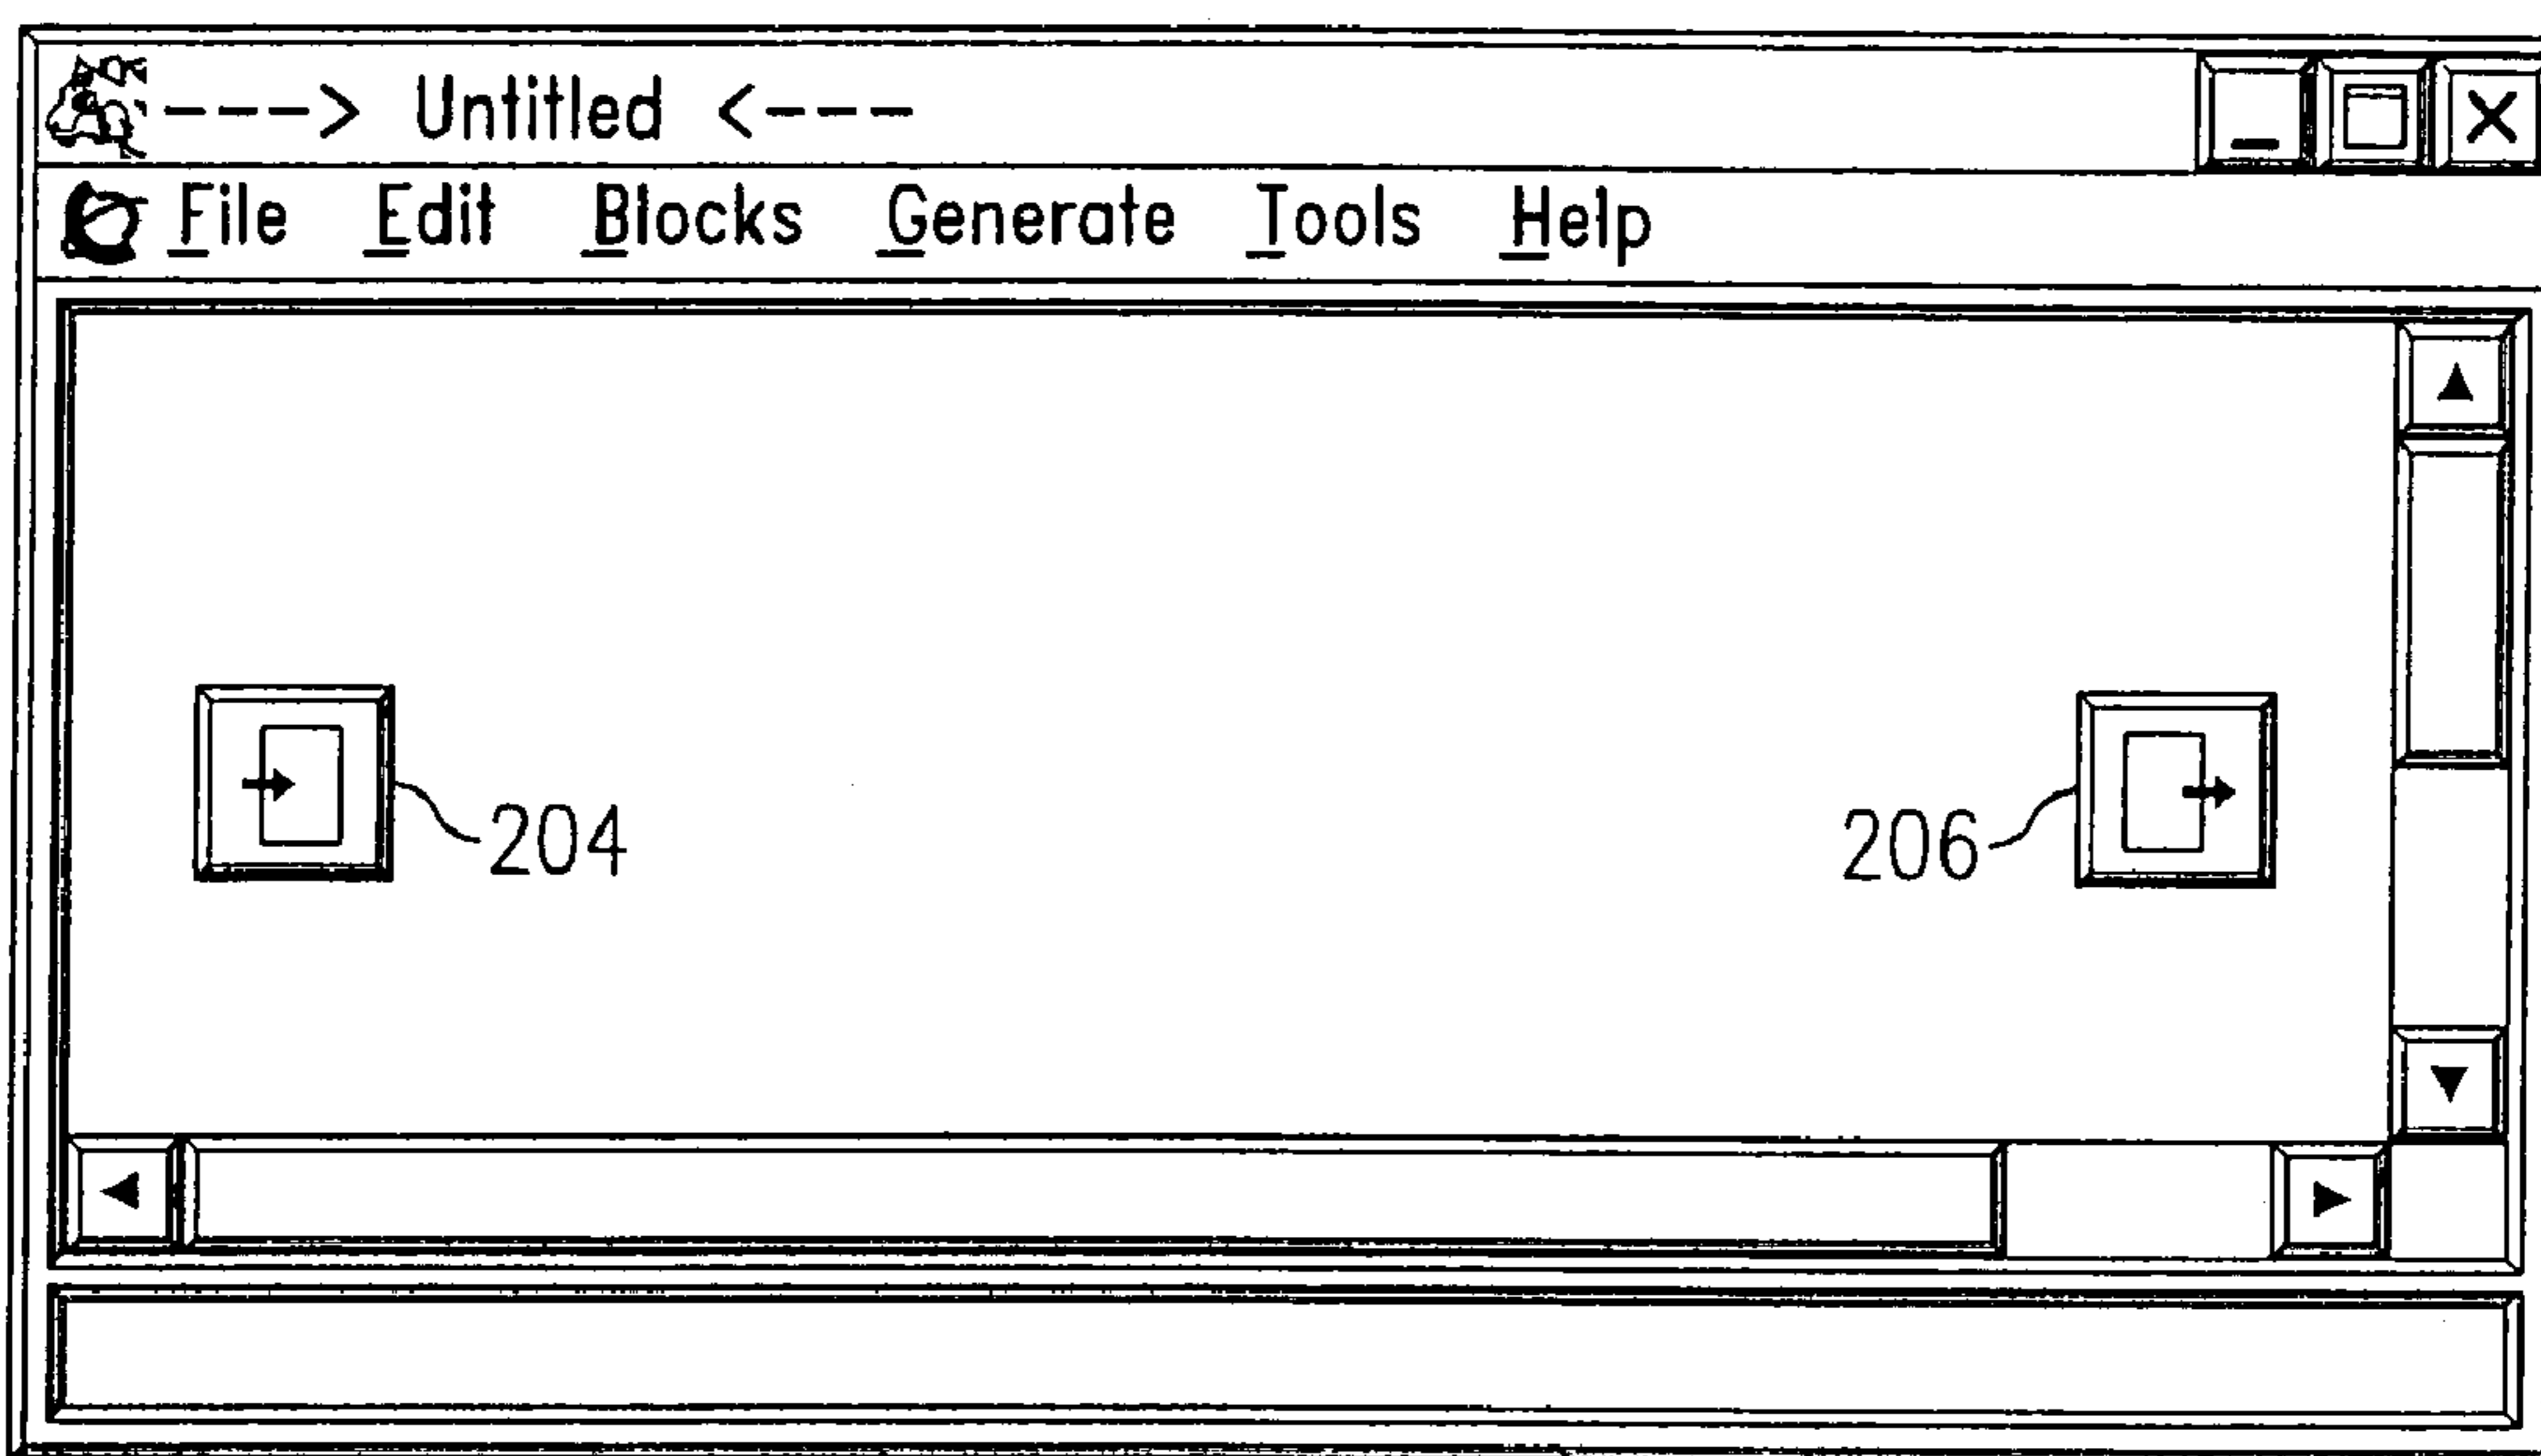 ---> Untitled <---
File Edit Blocks Generate Tools Help
204
206